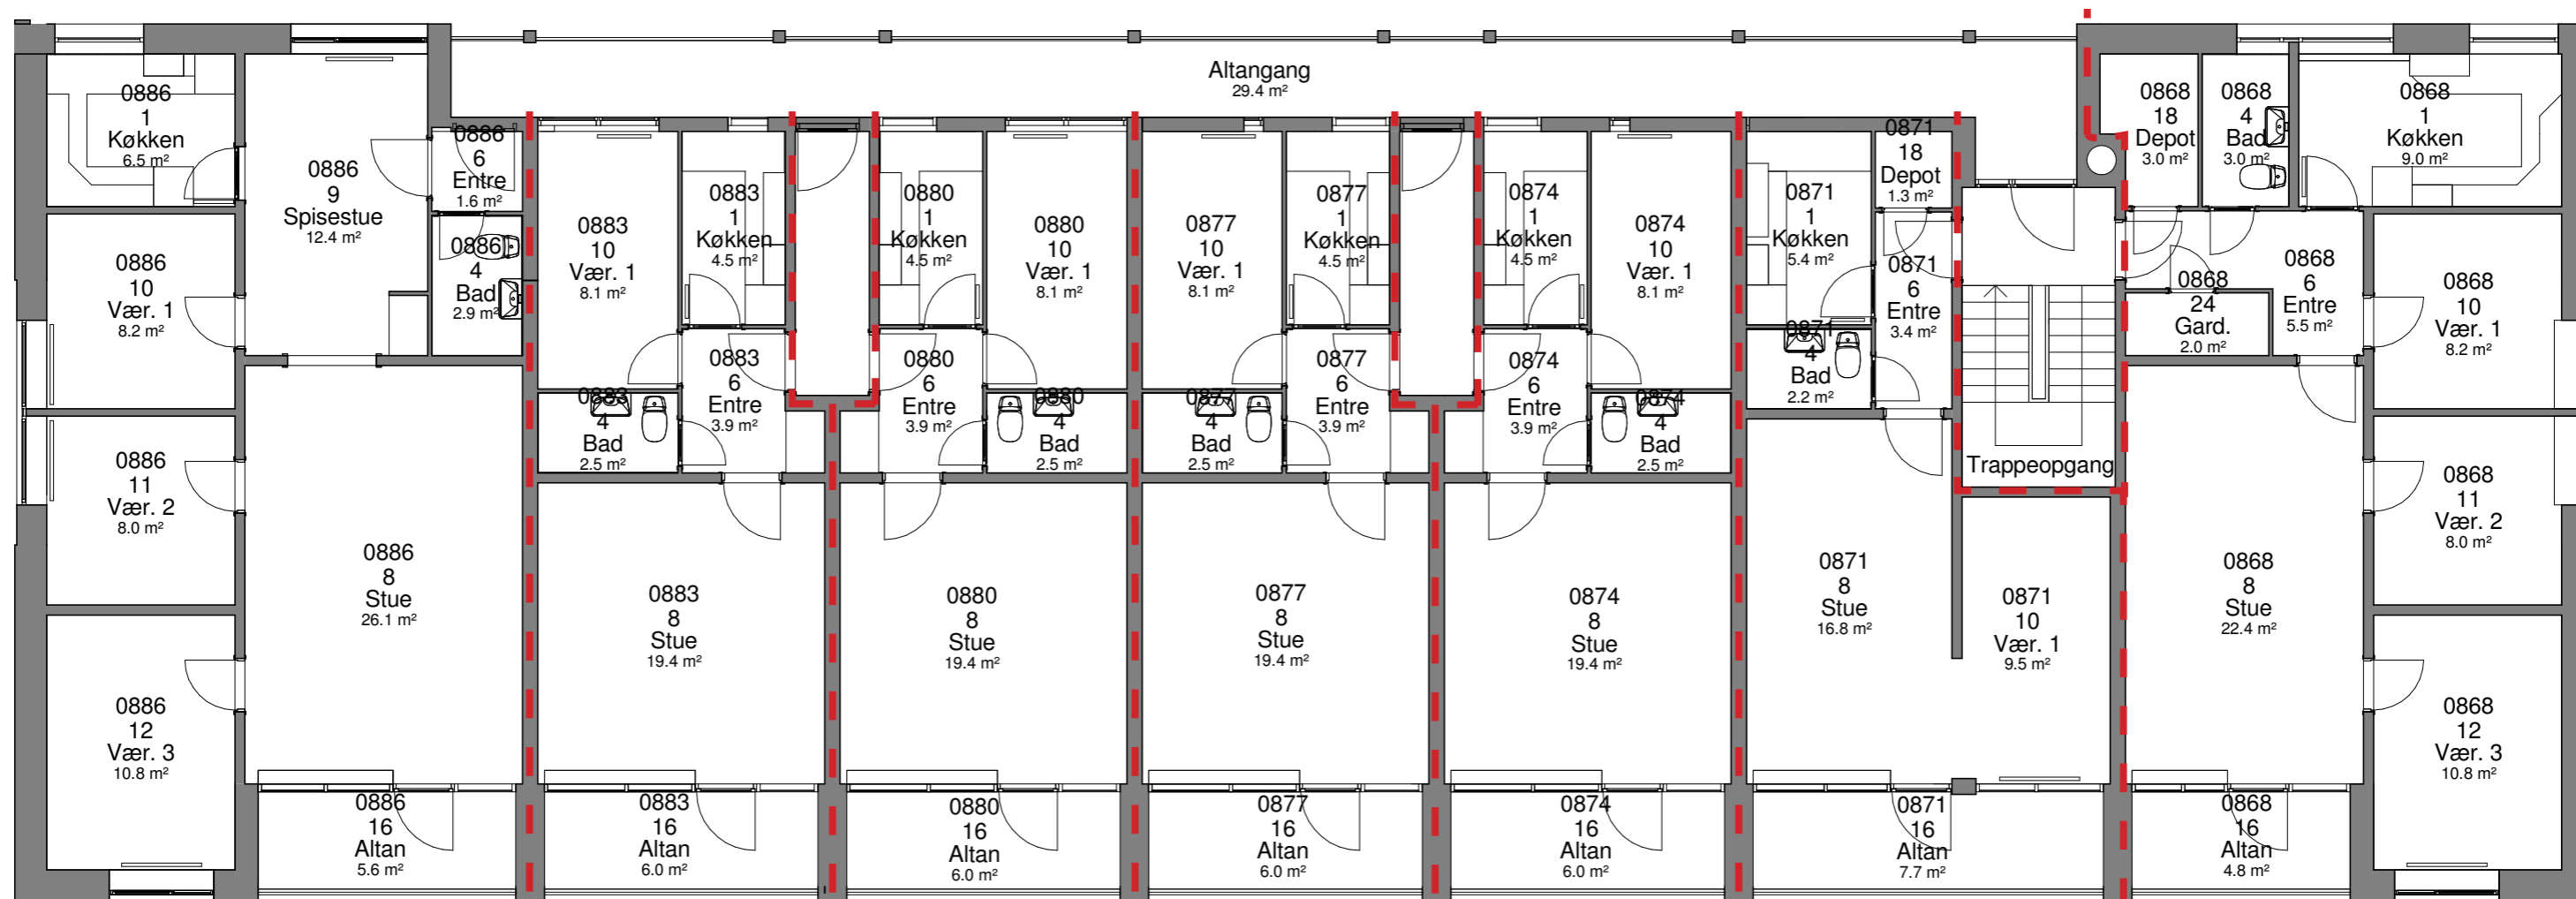 Altangang
29.4 m²
0886
1
Køkken
6.5 m²
0886
9
Spisestue
12.4 m²
0886
6
Entre
1.6 m²
0886
4
Bad
2.9 m²
0886
10
Vær. 1
8.2 m²
0886
11
Vær. 2
8.0 m²
0886
12
Vær. 3
10.8 m²
0886
8
Stue
26.1 m²
0886
16
Altan
5.6 m²
0883
10
Vær. 1
8.1 m²
0883
1
Køkken
4.5 m²
0883
6
Entre
3.9 m²
0883
4
Bad
2.5 m²
0883
8
Stue
19.4 m²
0883
16
Altan
6.0 m²
0880
1
Køkken
4.5 m²
0880
10
Vær. 1
8.1 m²
0880
6
Entre
3.9 m²
0880
4
Bad
2.5 m²
0880
8
Stue
19.4 m²
0880
16
Altan
6.0 m²
0877
10
Vær. 1
8.1 m²
0877
1
Køkken
4.5 m²
0877
6
Entre
3.9 m²
0877
4
Bad
2.5 m²
0877
8
Stue
19.4 m²
0877
16
Altan
6.0 m²
0874
1
Køkken
4.5 m²
0874
10
Vær. 1
8.1 m²
0874
6
Entre
3.9 m²
0874
4
Bad
2.5 m²
0874
8
Stue
19.4 m²
0874
16
Altan
6.0 m²
0871
1
Køkken
5.4 m²
0871
18
Depot
1.3 m²
0871
6
Entre
3.4 m²
0871
4
Bad
2.2 m²
0871
8
Stue
16.8 m²
0871
10
Vær. 1
9.5 m²
0871
16
Altan
7.7 m²
Trappeopgang
0868
18
Depot
3.0 m²
0868
4
Bad
3.0 m²
0868
1
Køkken
9.0 m²
0868
24
Gard.
2.0 m²
0868
6
Entre
5.5 m²
0868
10
Vær. 1
8.2 m²
0868
11
Vær. 2
8.0 m²
0868
8
Stue
22.4 m²
0868
12
Vær. 3
10.8 m²
0868
16
Altan
4.8 m²